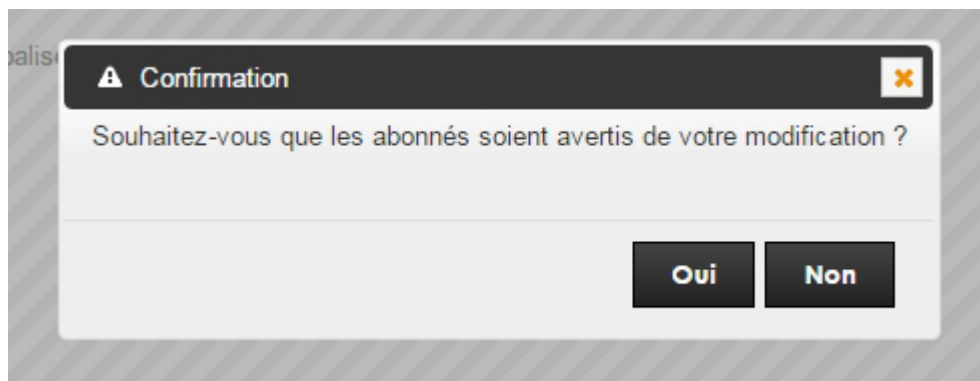 Confirmation
Souhaitez-vous que les abonnés soient avertis de votre modification ?
Oui Non